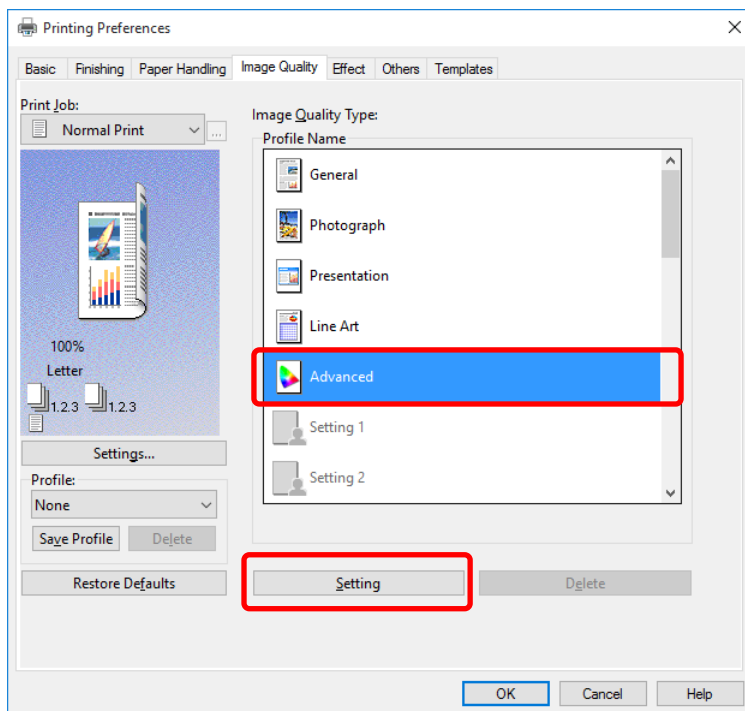 Printing Preferences
Basic Finishing Paper Handling Image Quality Effect Others Templates
Print Job:
Normal Print
...
100%
Letter
1.2.3 1.2.3
Settings...
Profile:
None
Save Profile Delete
Restore Defaults
Image Quality Type:
Profile Name
General
Photograph
Presentation
Line Art
Advanced
Setting 1
Setting 2
Setting Delete
OK Cancel Help